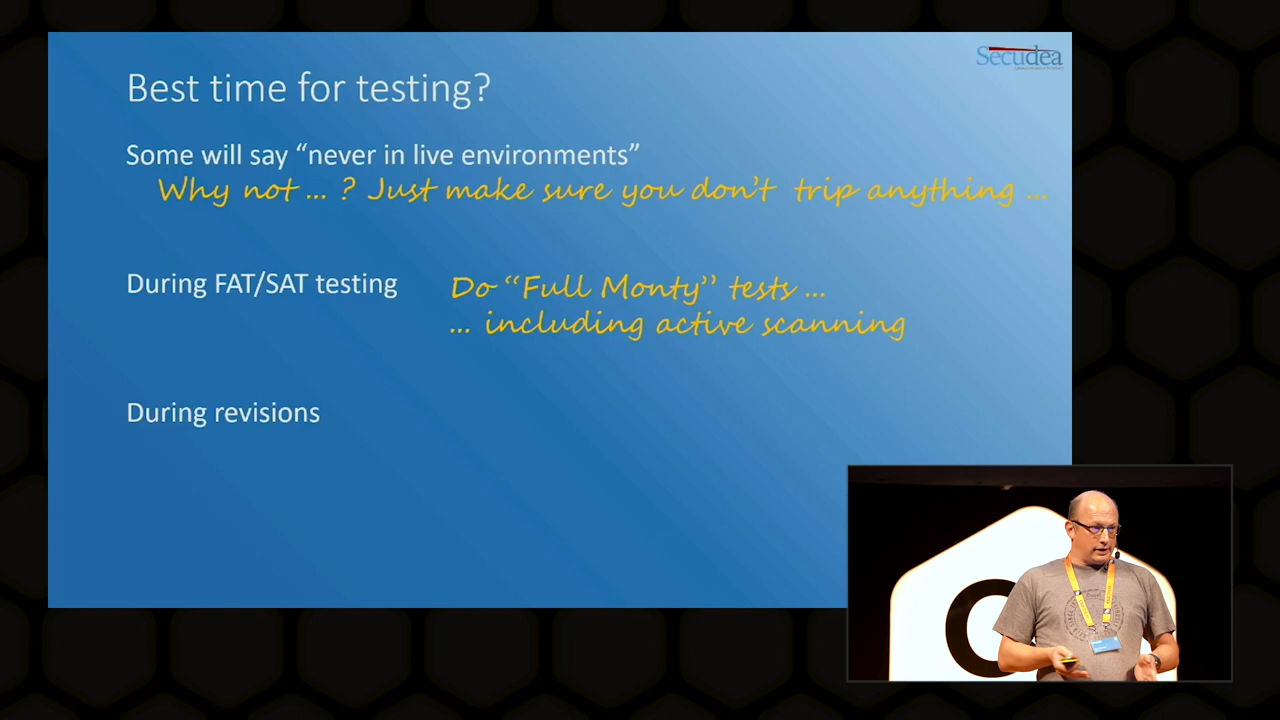 Secudea
Best time for testing?
Some will say “never in live environments”
Why not ... ? Just make sure you don't trip anything ...
During FAT/SAT testing
Do “Full Monty” tests ...
... including active scanning
During revisions